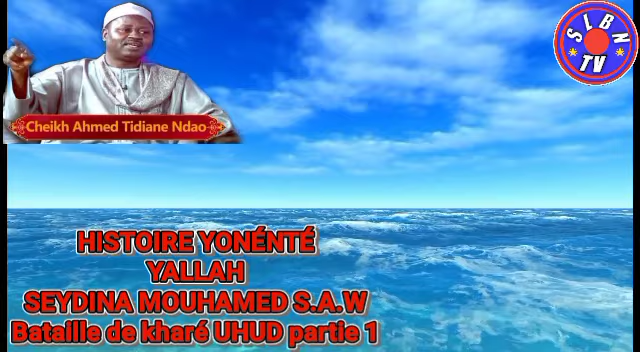 SLBN
TV
Cheikh Ahmed Tidiane Ndao
HISTOIRE YONÉNTÉ
YALLAH
SEYDINA MOUHAMED S.A.W
Bataille de kharé UHUD partie 1